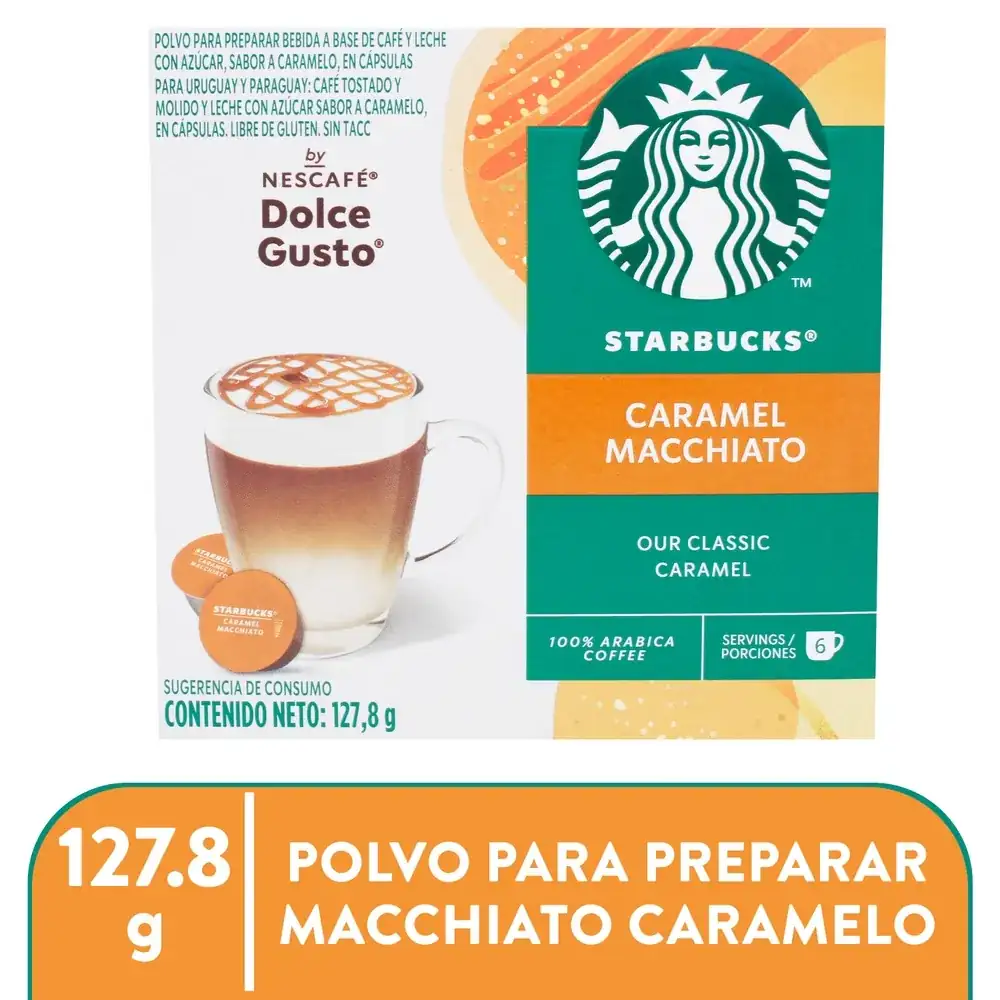 POLVO PARA PREPARAR BEBIDA A BASE DE CAFÉ Y LECHE
CON AZÚCAR, SABOR A CARAMELO, EN CÁPSULAS
PARA URUGUAY Y PARAGUAY: CAFÉ TOSTADO Y
MOLIDO Y LECHE CON AZÚCAR SABOR A CARAMELO,
EN CÁPSULAS. LIBRE DE GLUTEN. SIN TACC
by
NESCAFÉ®
Dolce
Gusto®
TM
STARBUCKS®
CARAMEL
MACCHIATO
OUR CLASSIC
CARAMEL
100% ARABICA
COFFEE
SERVINGS/
PORCIONES
6
CARAMEL
STARBUCKS®
CARAMEL
MACCHIATO
SUGERENCIA DE CONSUMO
CONTENIDO NETO: 127,8 g
127.8
g
POLVO PARA PREPARAR
MACCHIATO CARAMELO